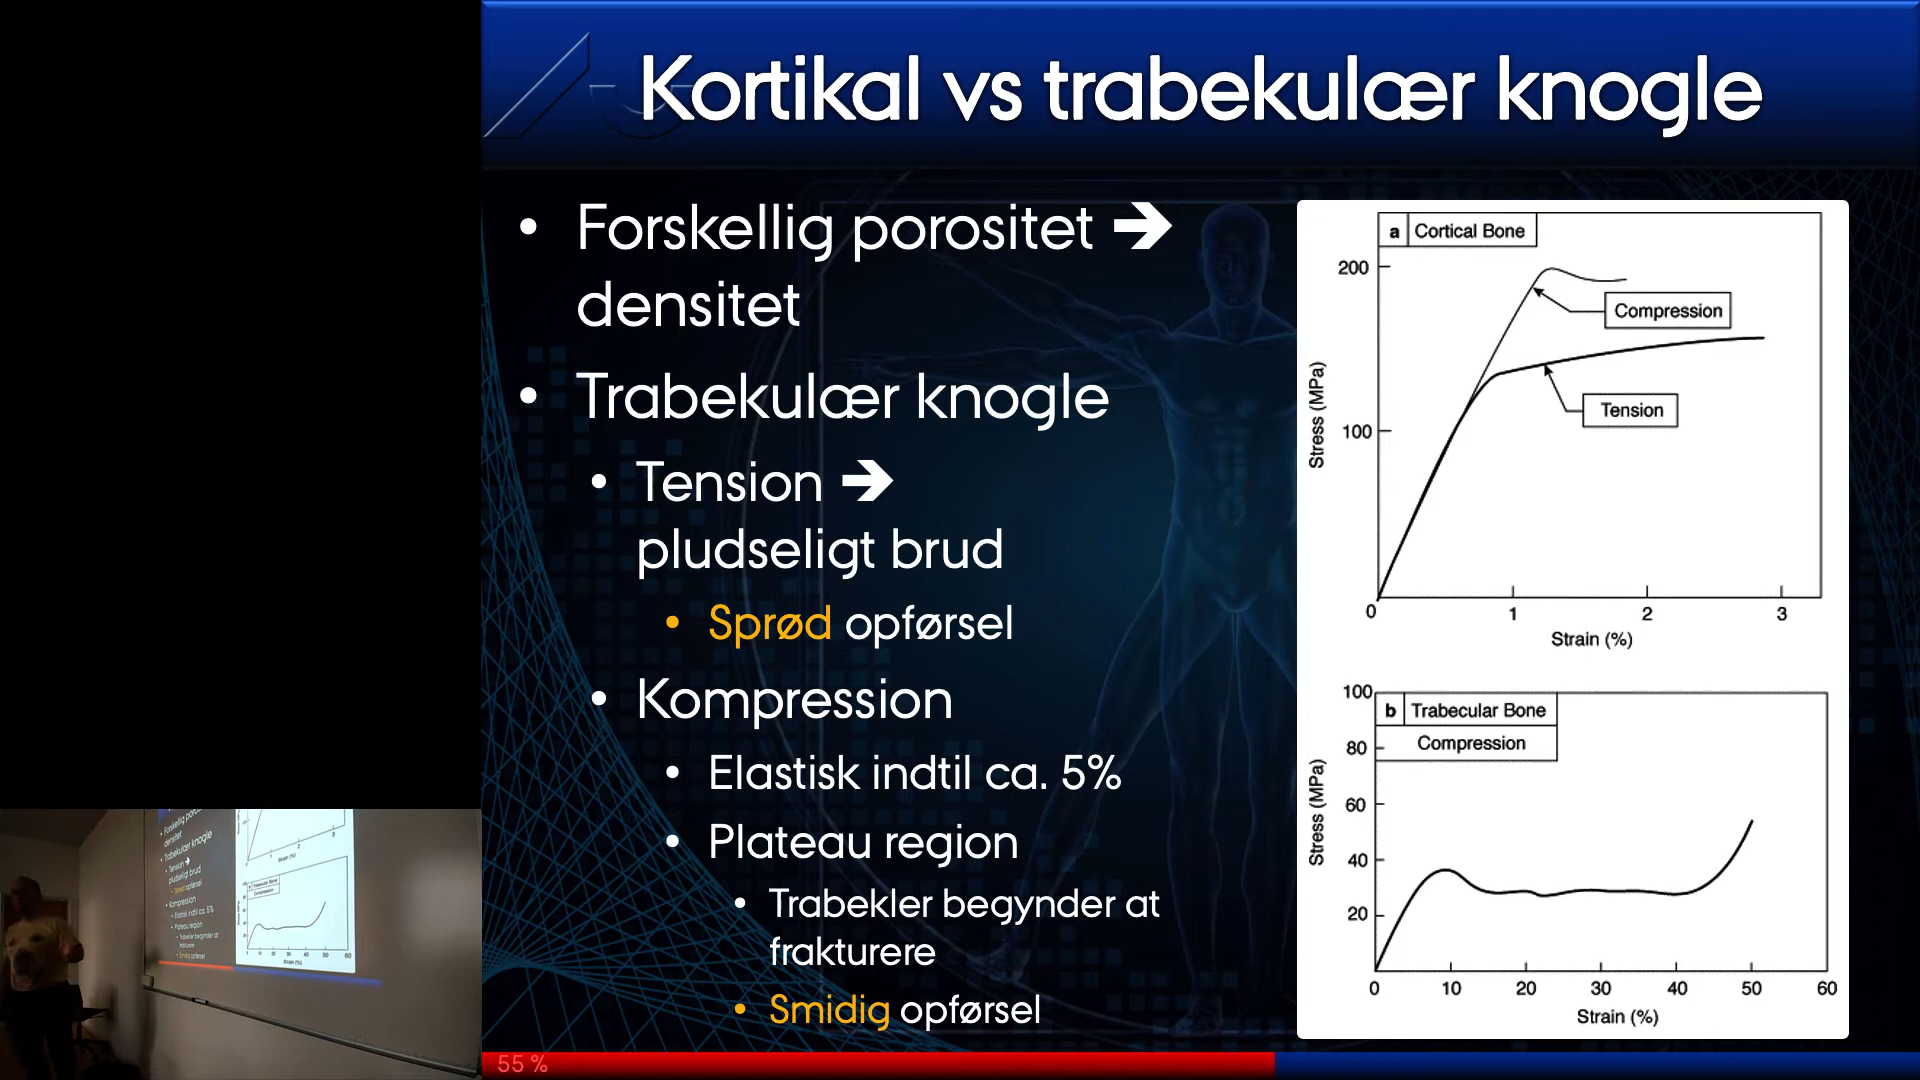 Kortikal vs trabekulær knogle
• Forskellig porositet ➔
densitet
• Trabekulær knogle
• Tension ➔
pludseligt brud
• Sprød opførsel
• Kompression
• Elastisk indtil ca. 5%
• Plateau region
• Trabekler begynder at
frakturere
• Smidig opførsel
a Cortical Bone
200
Compression
Tension
100
Stress (MPa)
0 1 2 3
Strain (%)
100
b Trabecular Bone
Compression
80
60
40
20
Stress (MPa)
0 10 20 30 40 50 60
Strain (%)
55 %